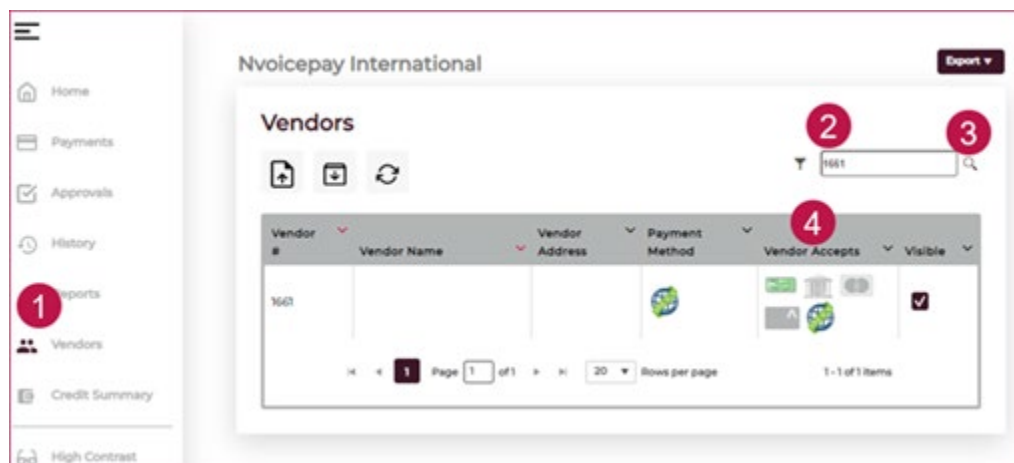 Nvoicepay International
Export
Home
Payments
Approvals
History
Reports
Vendors
Credit Summary
High Contrast
Vendors
1
2
3
4
1661
Vendor #
Vendor Name
Vendor Address
Payment Method
Vendor Accepts
Visible
1661
1 Page 1 of 1 20 Rows per page 1 - 1 of 1 items